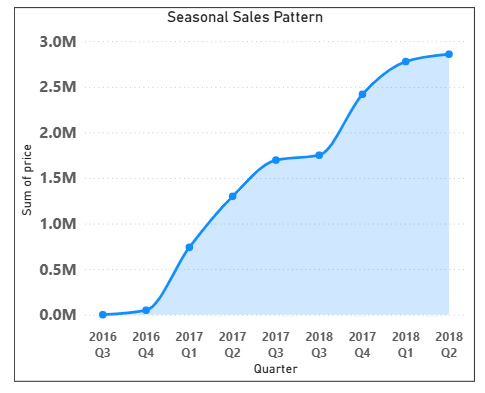 Seasonal Sales Pattern
3.0M
2.5M
2.0M
1.5M
1.0M
0.5M
0.0M
Sum of price
2016 2016 2017 2017 2017 2018 2017 2018 2018
Q3 Q4 Q1 Q2 Q3 Q3 Q4 Q1 Q2
Quarter